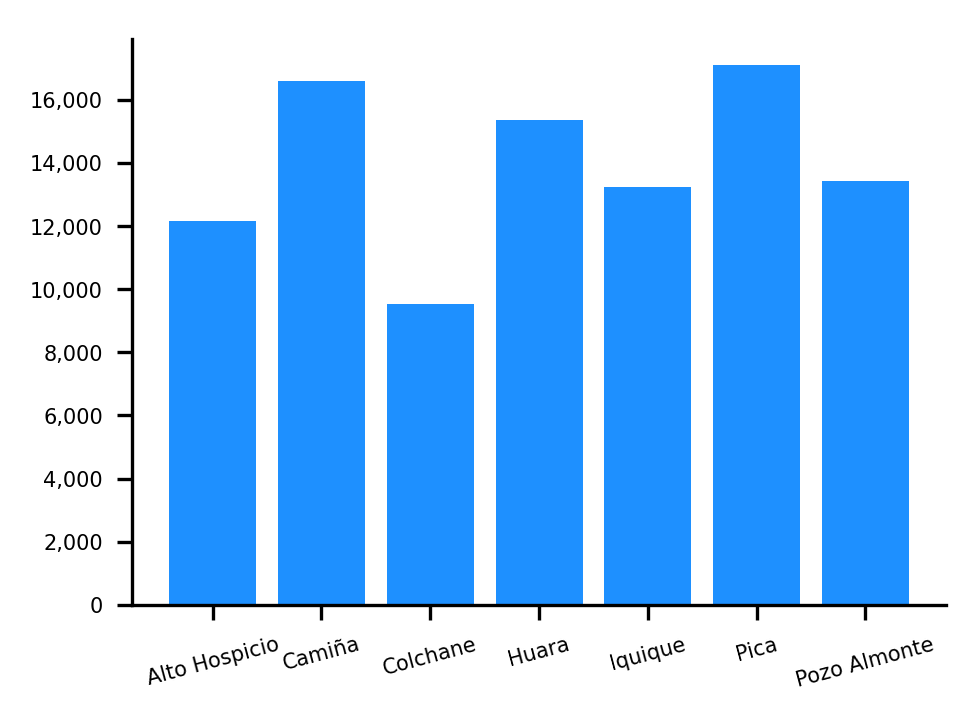 16,000
14,000
12,000
10,000
8,000
6,000
4,000
2,000
0
Alto Hospicio
Camiña
Colchane
Huara
Iquique
Pica
Pozo Almonte